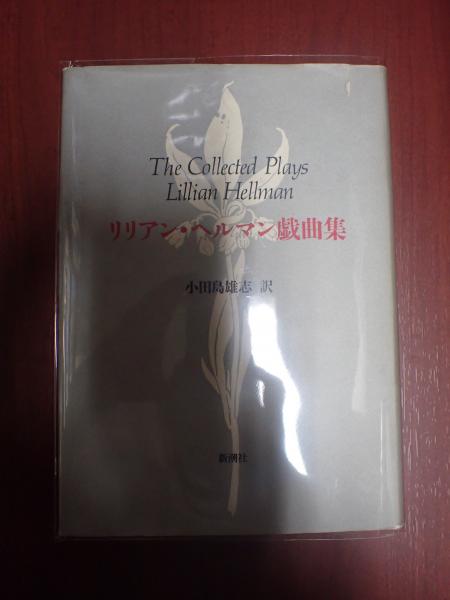 The Collected Plays
Lillian Hellman
リリアン・ヘルマン戯曲集
小田島雄志 訳
新潮社